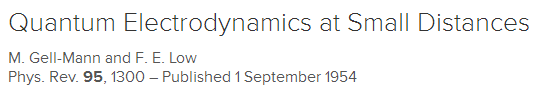 Quantum Electrodynamics at Small Distances
M. Gell-Mann and F. E. Low
Phys. Rev. 95, 1300 – Published 1 September 1954